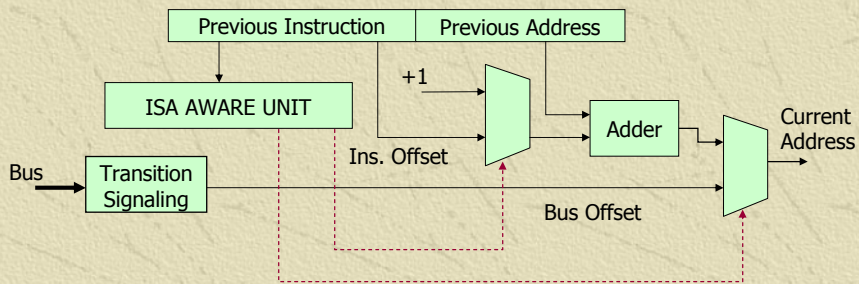 Previous Instruction
Previous Address
+1
ISA AWARE UNIT
Adder
Current
Address
Ins. Offset
Bus
Transition
Signaling
Bus Offset